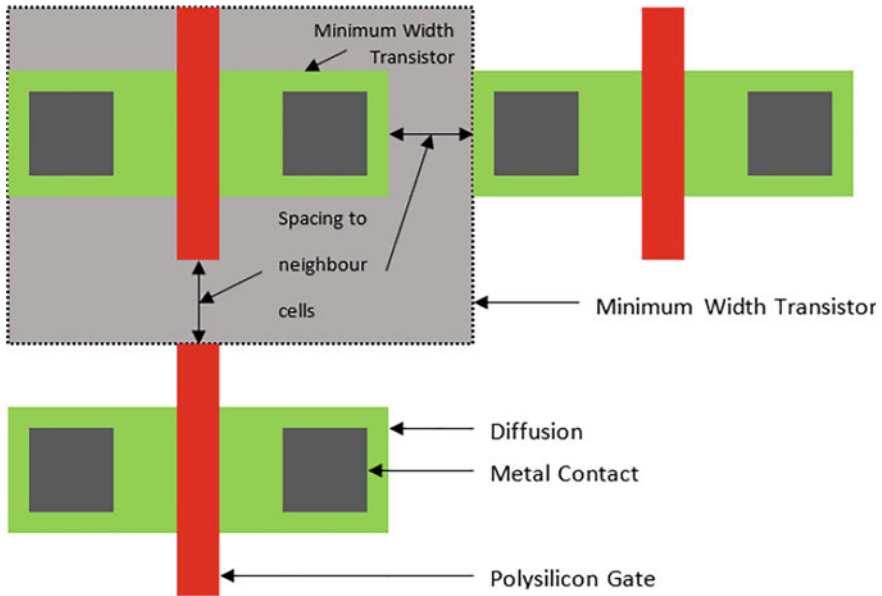 Minimum Width
Transistor
Spacing to
neighbour
cells
Minimum Width Transistor
Diffusion
Metal Contact
Polysilicon Gate